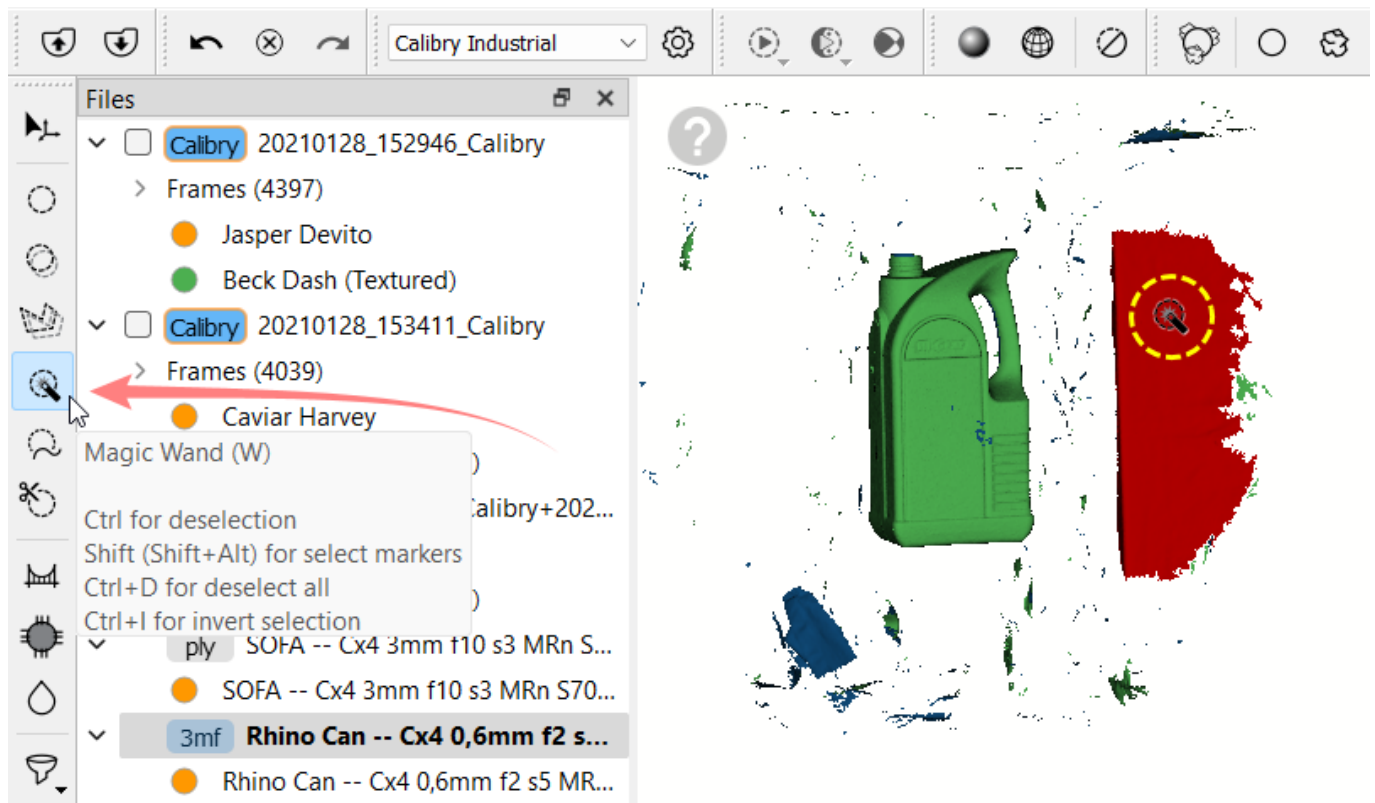 Calibry Industrial
Files
Calibry 20210128_152946_Calibry
Frames (4397)
Jasper Devito
Beck Dash (Textured)
Calibry 20210128_153411_Calibry
Frames (4039)
Caviar Harvey
Magic Wand (W)
)
Calibry+202...
Ctrl for deselection
Shift (Shift+Alt) for select markers
Ctrl+D for deselect all
)
Ctrl+I for invert selection
ply SOFA -- Cx4 3mm f10 s3 MRn S...
SOFA -- Cx4 3mm f10 s3 MRn S70...
3mf Rhino Can -- Cx4 0,6mm f2 s...
Rhino Can -- Cx4 0,6mm f2 s5 MR...
?